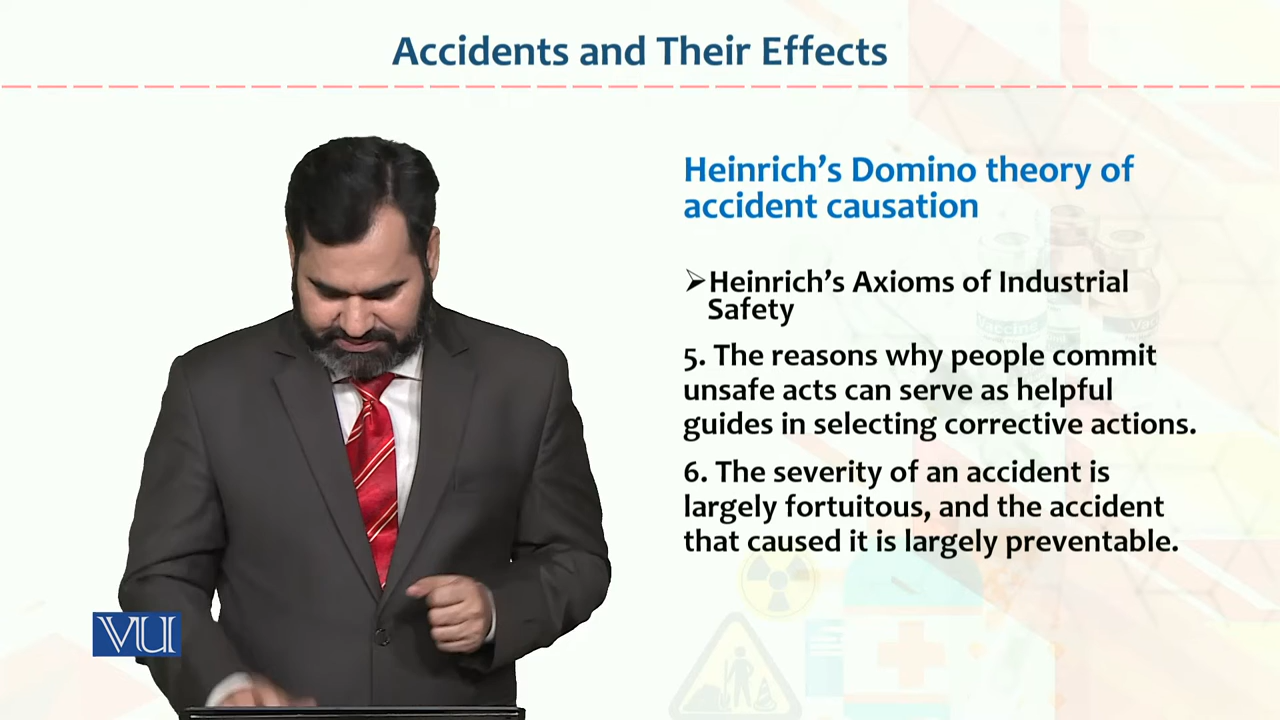 Accidents and Their Effects
Heinrich’s Domino theory of
accident causation
➢Heinrich’s Axioms of Industrial
Safety
5. The reasons why people commit
unsafe acts can serve as helpful
guides in selecting corrective actions.
6. The severity of an accident is
largely fortuitous, and the accident
that caused it is largely preventable.
Vaccine
VU